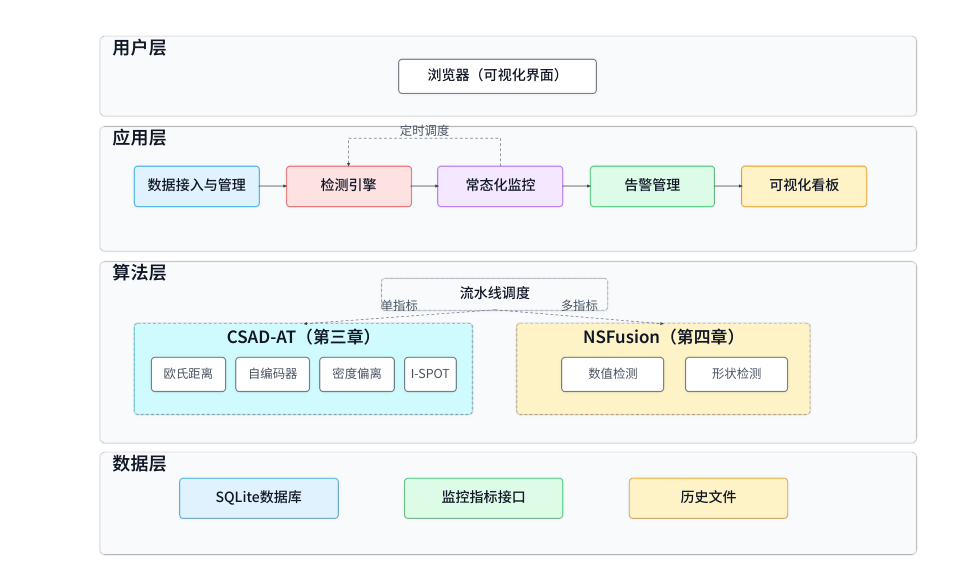 用户层
浏览器（可视化界面）
应用层
定时调度
数据接入与管理
检测引擎
常态化监控
告警管理
可视化看板
算法层
流水线调度
单指标
多指标
CSAD-AT（第三章）
欧氏距离
自编码器
密度偏离
I-SPOT
NSFusion（第四章）
数值检测
形状检测
数据层
SQLite数据库
监控指标接口
历史文件